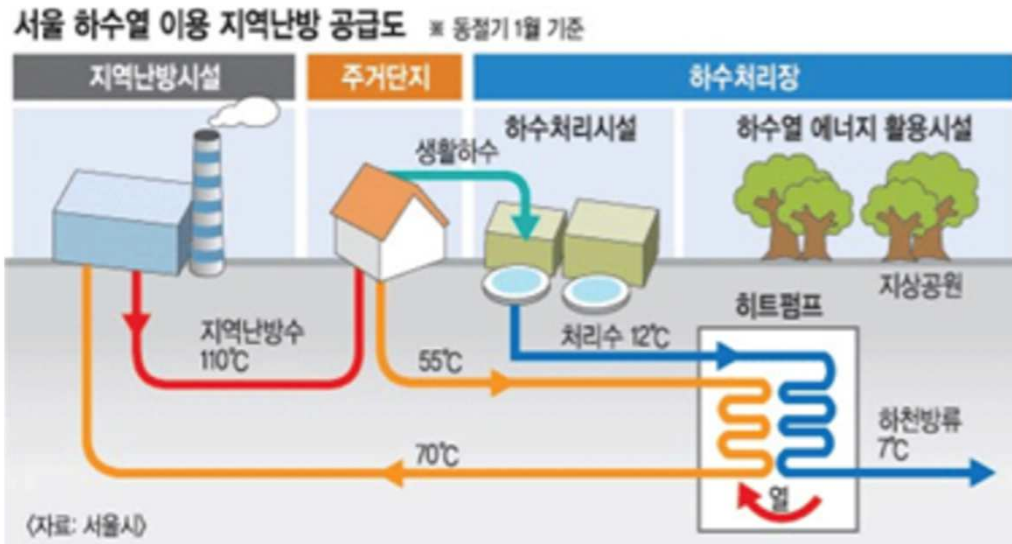 서울 하수열 이용 지역난방 공급도 ※ 동절기 1월 기준
지역난방시설
주거단지
하수처리장
생활하수
하수처리시설
하수열 에너지 활용시설
지상공원
히트펌프
지역난방수
110℃
55℃
처리수 12℃
하천방류
7℃
70℃
열
〈자료: 서울시〉